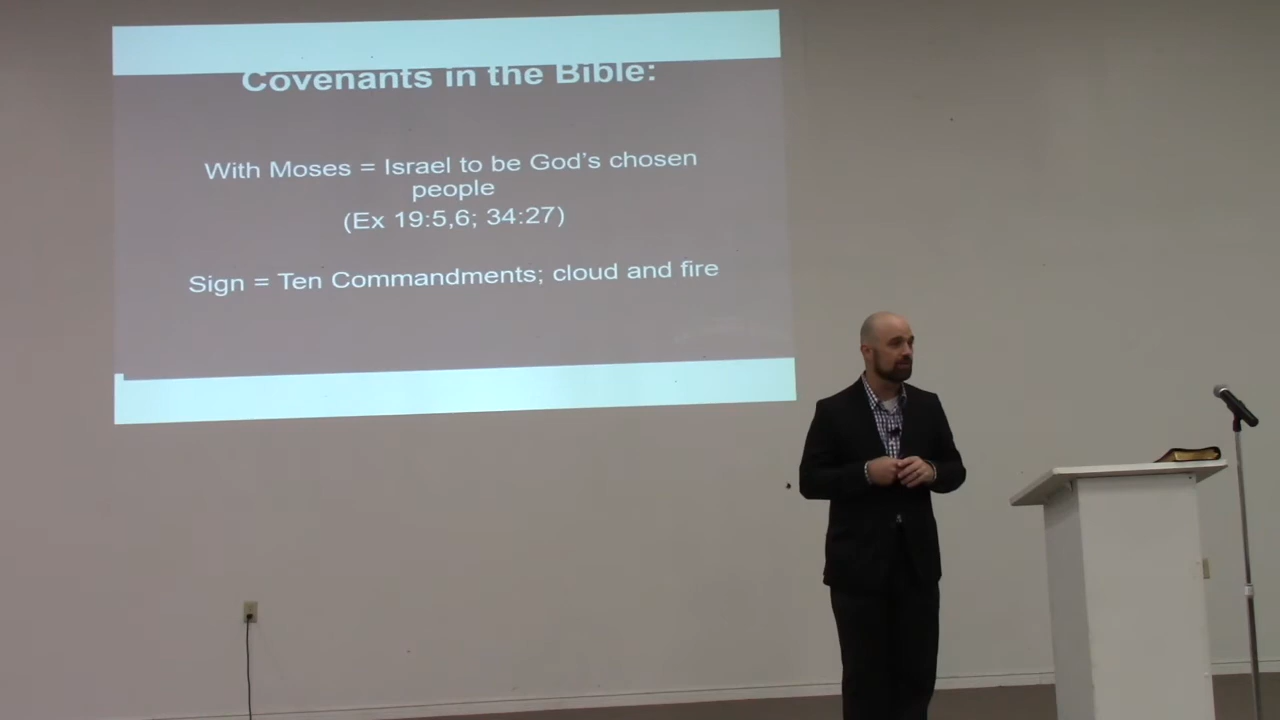 Covenants in the Bible:
With Moses = Israel to be God's chosen
people
(Ex 19:5,6; 34:27)
Sign = Ten Commandments; cloud and fire